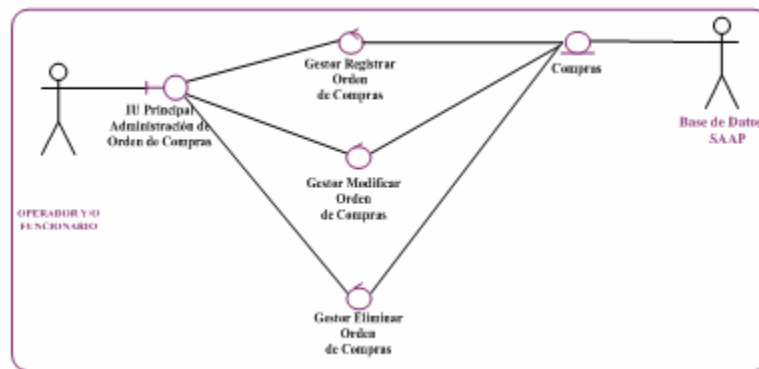 Gestor Registrar
Orden
de Compras
Compras
IU Principal
Administración de
Orden de Compras
Base de Dato
SAAP
Gestor Modificar
Orden
de Compras
OPERADOR Y/O
FUNCIONARIO
Gestor Eliminar
Orden
de Compras